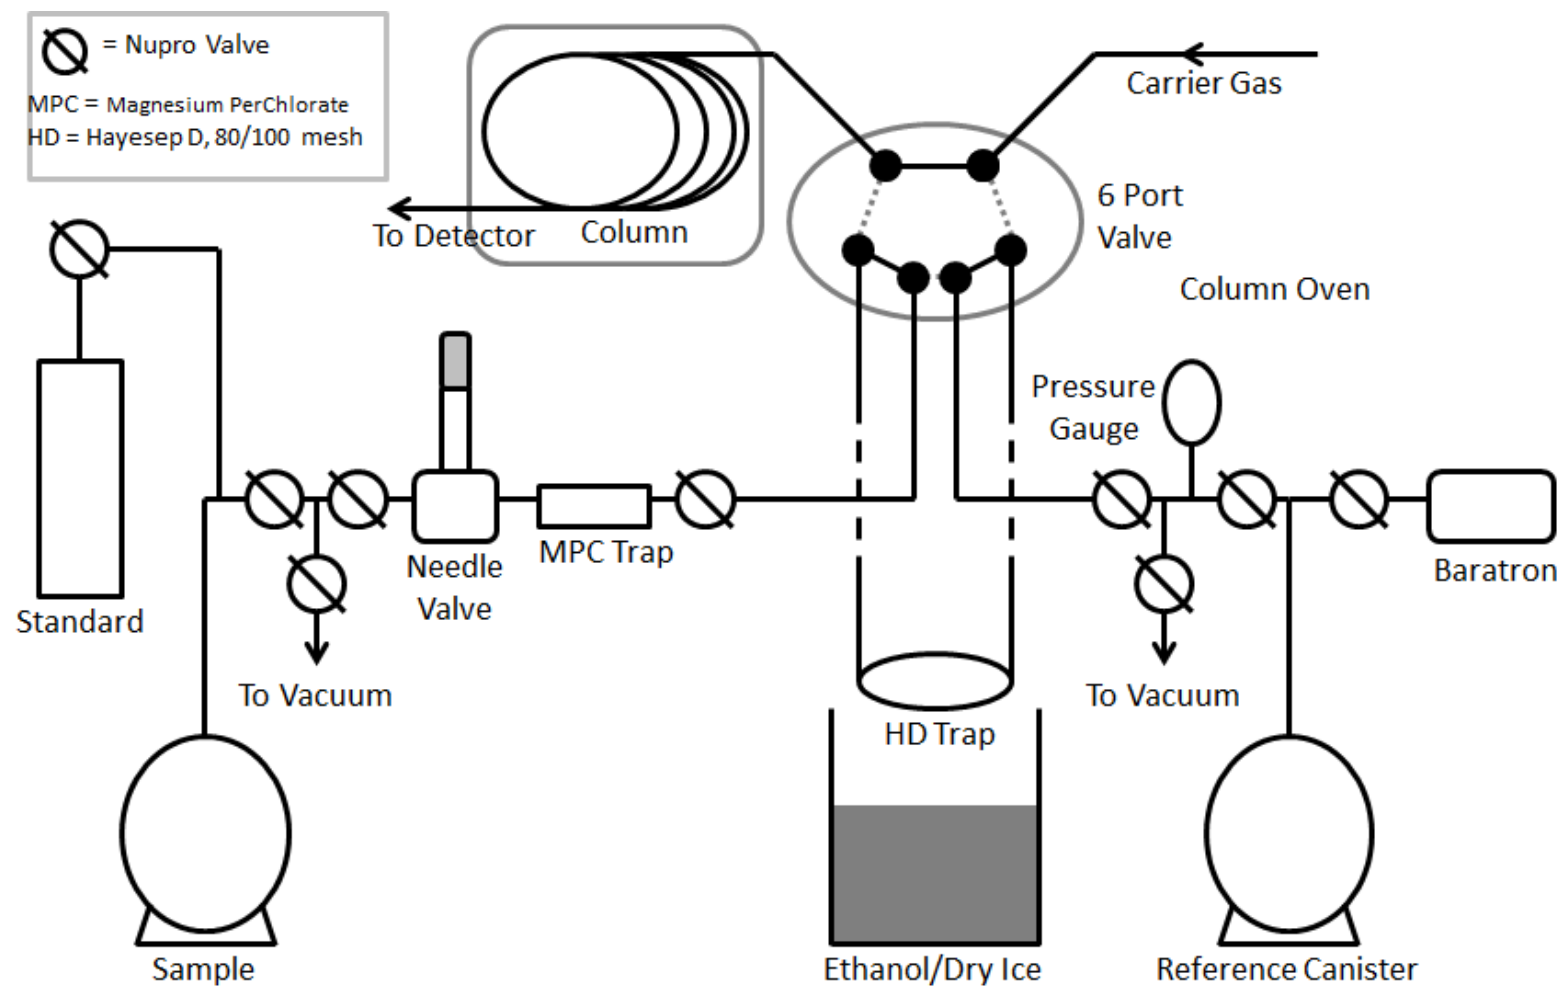 = Nupro Valve
MPC = Magnesium PerChlorate
HD = Hayesep D, 80/100 mesh
Carrier Gas
To Detector
Column
6 Port
Valve
Column Oven
Pressure
Gauge
Standard
Needle
Valve
MPC Trap
Baratron
To Vacuum
To Vacuum
HD Trap
Sample
Ethanol/Dry Ice
Reference Canister